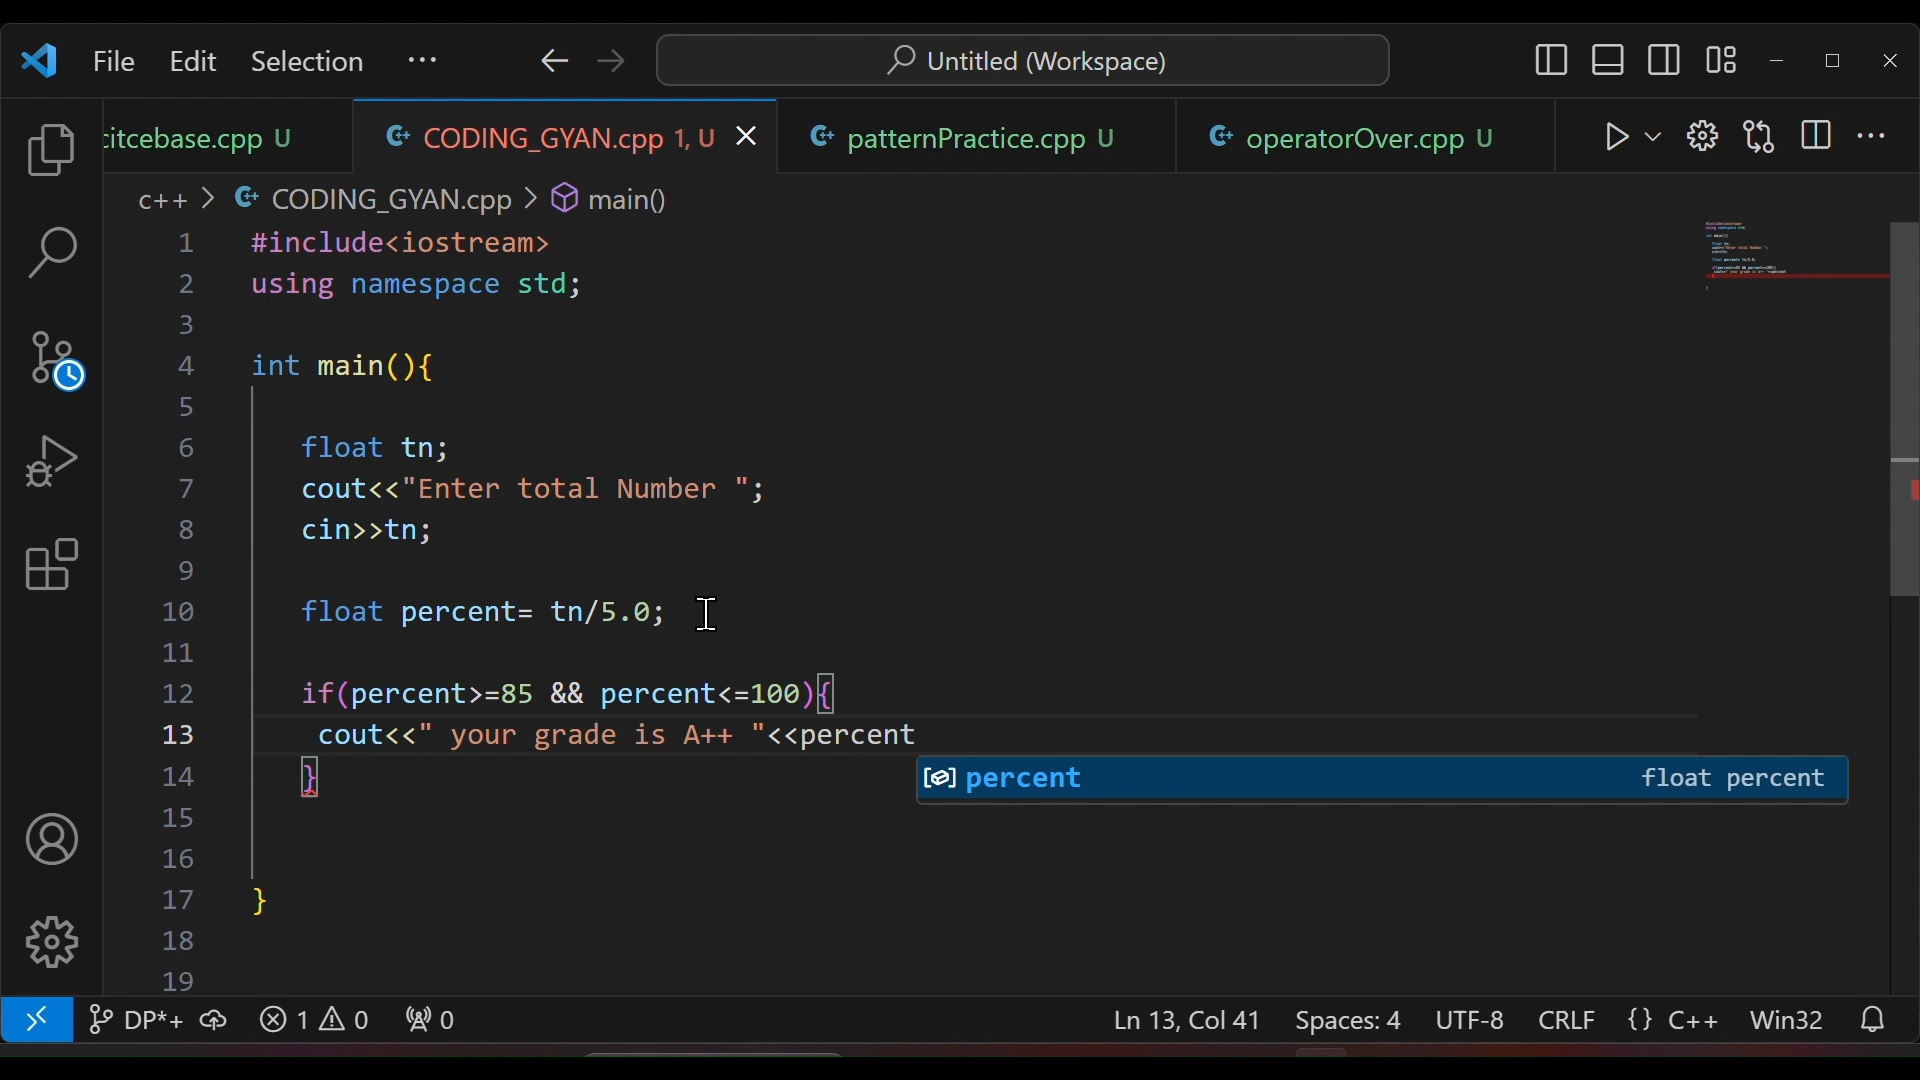 File Edit Selection ··· Untitled (Workspace)
citcebase.cpp U CODING_GYAN.cpp 1, U patternPractice.cpp U operatorOver.cpp U
c++ > CODING_GYAN.cpp > main()
1 #include<iostream>
2 using namespace std;
3
4 int main(){
5
6 float tn;
7 cout<<"Enter total Number ";
8 cin>>tn;
9
10 float percent= tn/5.0;
11
12 if(percent>=85 && percent<=100){
13 cout<<" your grade is A++ "<<percent
14 }
percent float percent
15
16
17 }
18
19
DP*+ 1 0 0 Ln 13, Col 41 Spaces: 4 UTF-8 CRLF {} C++ Win32